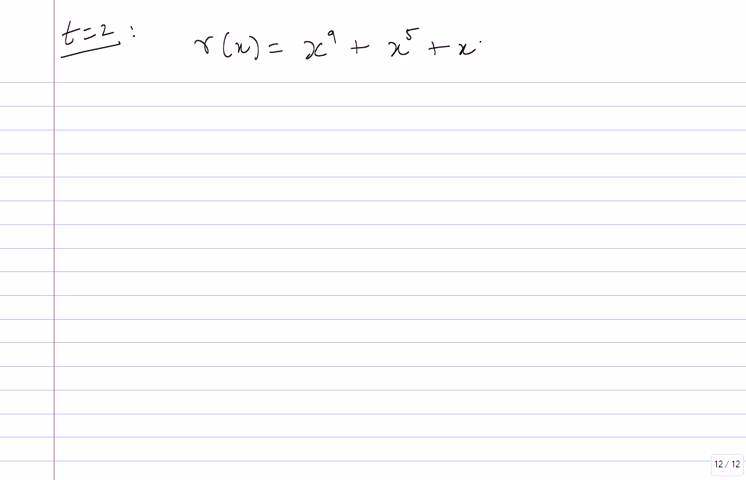 t=2: r(x) = x⁹ + x⁵ + x
12 / 12